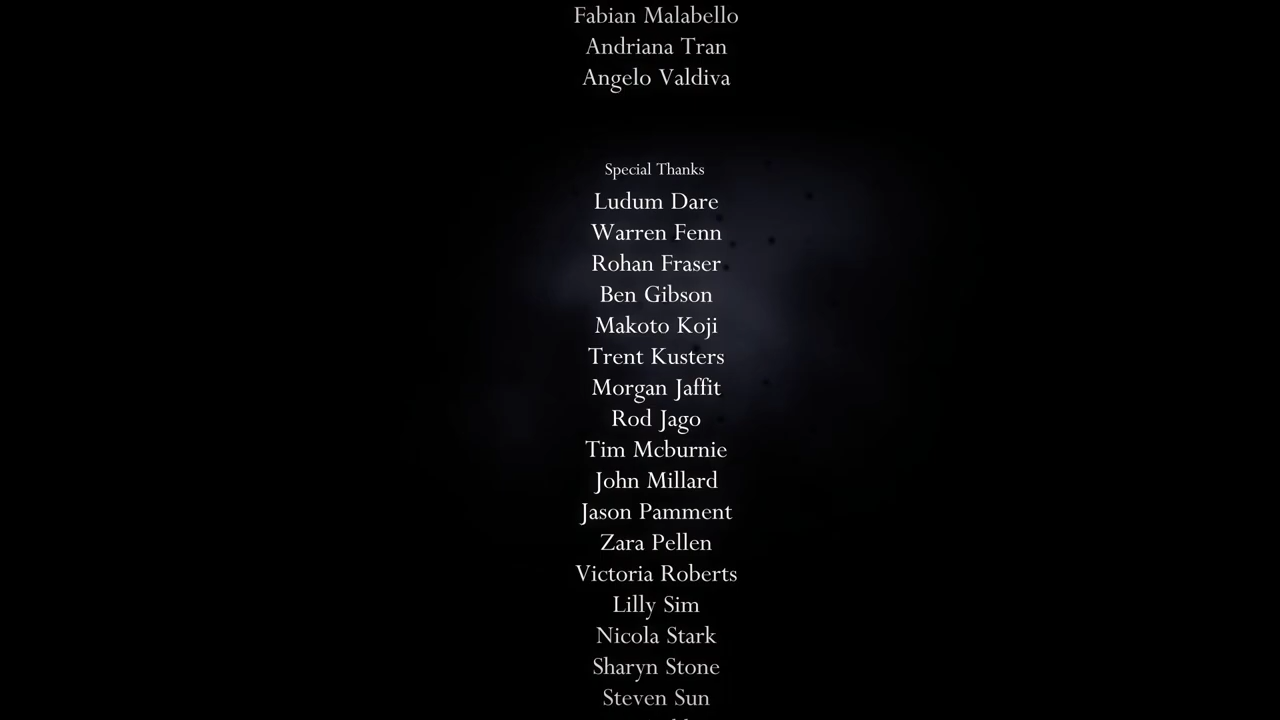 Fabian Malabello
Andriana Tran
Angelo Valdiva
Special Thanks
Ludum Dare
Warren Fenn
Rohan Fraser
Ben Gibson
Makoto Koji
Trent Kusters
Morgan Jaffit
Rod Jago
Tim Mcburnie
John Millard
Jason Pamment
Zara Pellen
Victoria Roberts
Lilly Sim
Nicola Stark
Sharyn Stone
Steven Sun